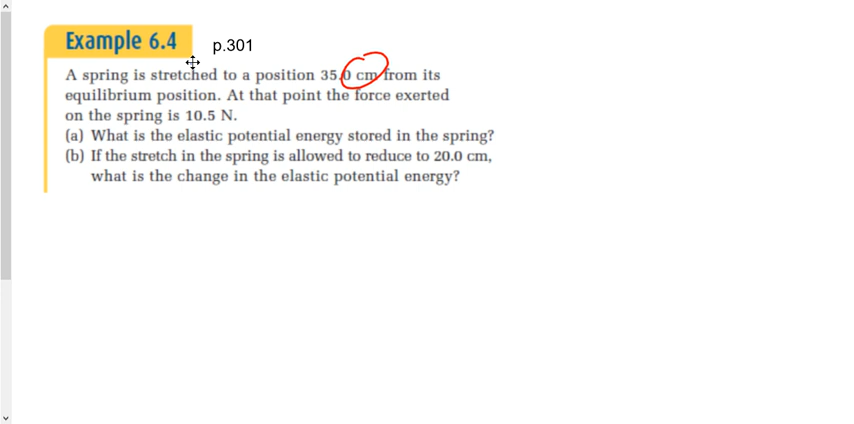 Example 6.4
p.301
A spring is stretched to a position 35.0 cm from its
equilibrium position. At that point the force exerted
on the spring is 10.5 N.
(a) What is the elastic potential energy stored in the spring?
(b) If the stretch in the spring is allowed to reduce to 20.0 cm,
what is the change in the elastic potential energy?